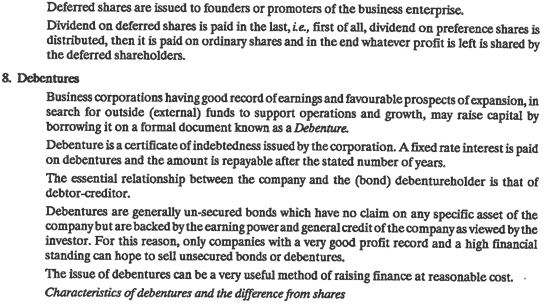 Deferred shares are issued to founders or promoters of the business enterprise.
Dividend on deferred shares is paid in the last, i.e., first of all, dividend on preference shares is
distributed, then it is paid on ordinary shares and in the end whatever profit is left is shared by
the deferred shareholders.
8. Debentures
Business corporations having good record of earnings and favourable prospects of expansion, in
search for outside (external) funds to support operations and growth, may raise capital by
borrowing it on a formal document known as a Debenture.
Debenture is a certificate of indebtedness issued by the corporation. A fixed rate interest is paid
on debentures and the amount is repayable after the stated number of years.
The essential relationship between the company and the (bond) debentureholder is that of
debtor-creditor.
Debentures are generally un-secured bonds which have no claim on any specific asset of the
company but are backed by the earning power and general credit of the company as viewed by the
investor. For this reason, only companies with a very good profit record and a high financial
standing can hope to sell unsecured bonds or debentures.
The issue of debentures can be a very useful method of raising finance at reasonable cost.
Characteristics of debentures and the difference from shares